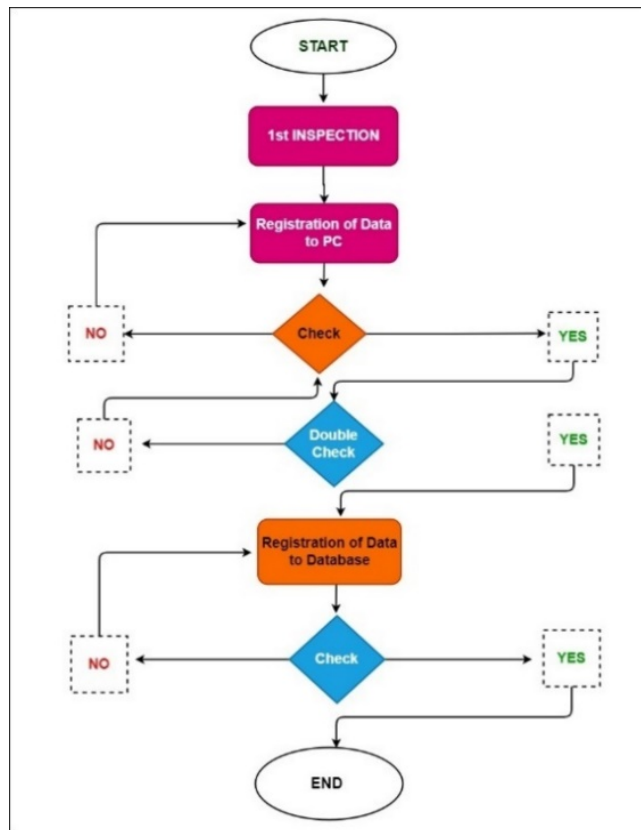 START
1st INSPECTION
Registration of Data
to PC
NO
Check
YES
NO
Double
Check
YES
Registration of Data
to Database
NO
Check
YES
END